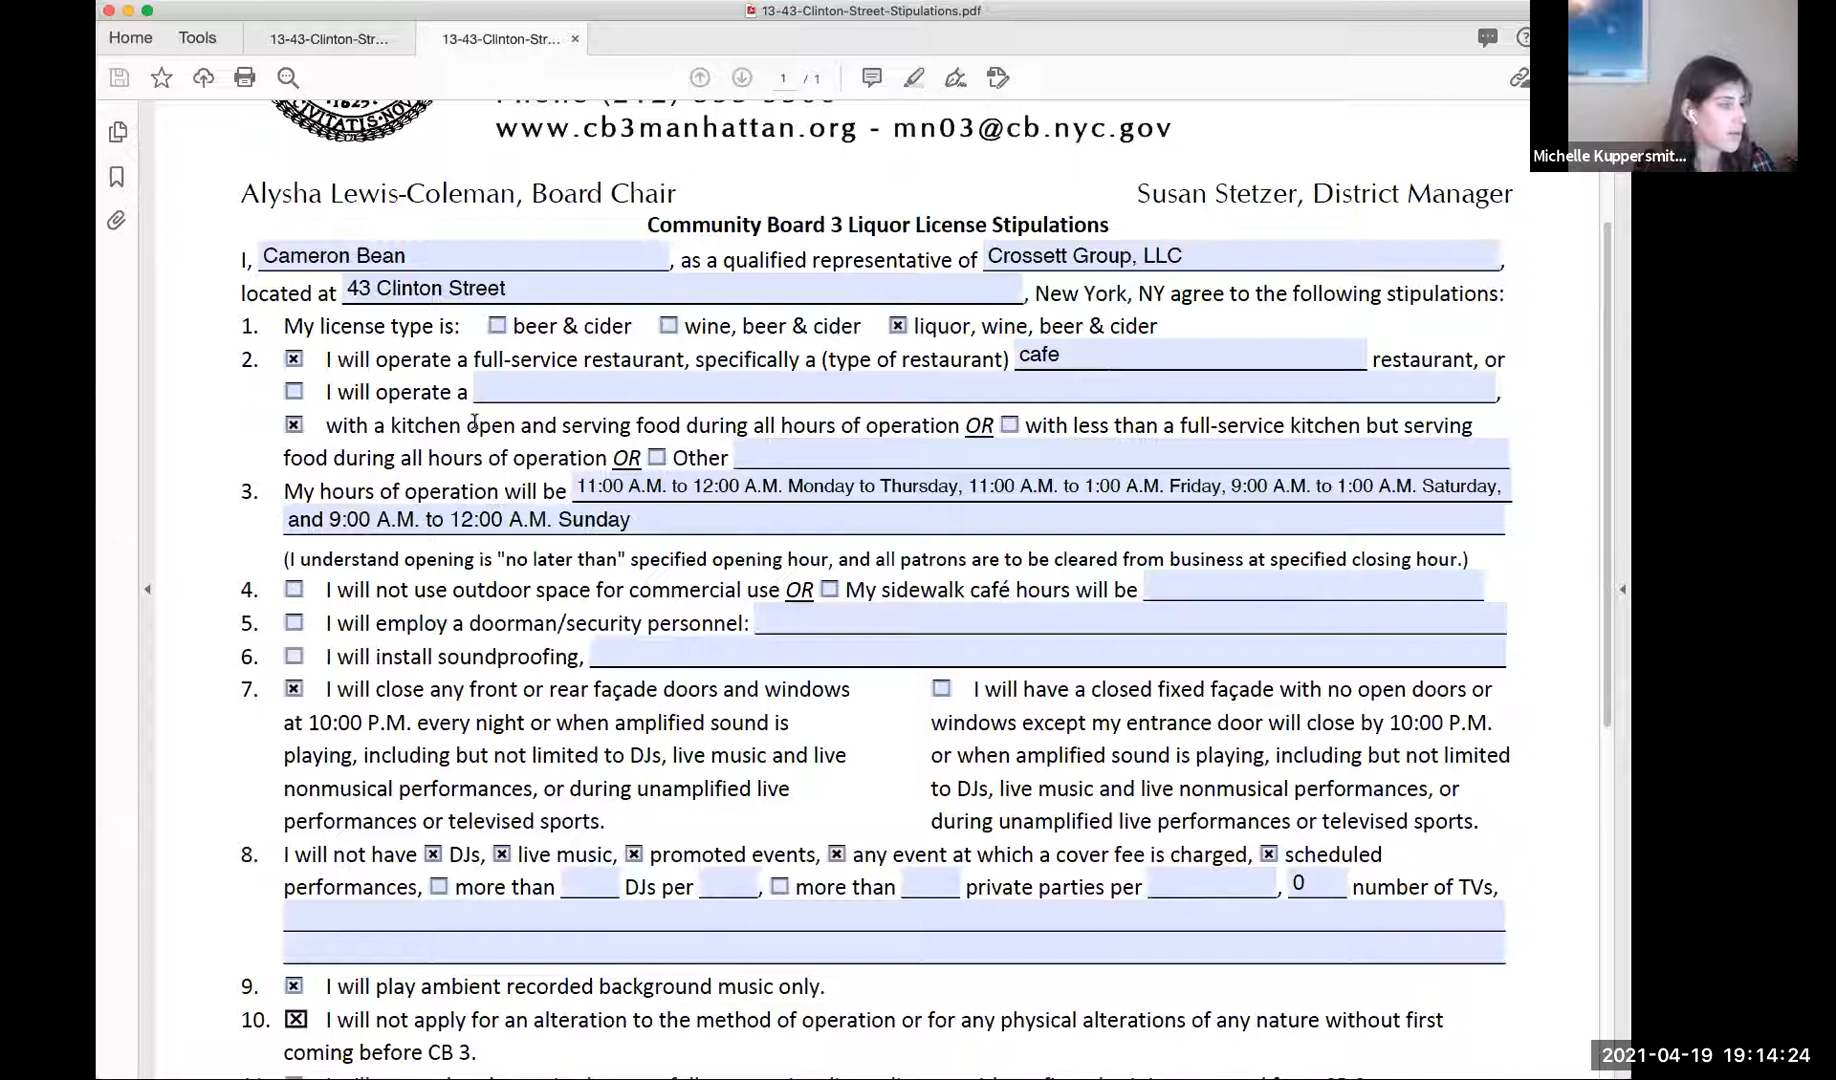 13-43-Clinton-Street-Stipulations.pdf
Home Tools 13-43-Clinton-Str... 13-43-Clinton-Str... ×
1 / 1
VITATIS·NOV
www.cb3manhattan.org - mn03@cb.nyc.gov
Michelle Kuppersmit...
Alysha Lewis-Coleman, Board Chair Susan Stetzer, District Manager
Community Board 3 Liquor License Stipulations
I, Cameron Bean, as a qualified representative of Crossett Group, LLC,
located at 43 Clinton Street, New York, NY agree to the following stipulations:
1. My license type is: beer & cider wine, beer & cider liquor, wine, beer & cider
2. I will operate a full-service restaurant, specifically a (type of restaurant) cafe restaurant, or
I will operate a ,
with a kitchen open and serving food during all hours of operation OR with less than a full-service kitchen but serving
food during all hours of operation OR Other
3. My hours of operation will be 11:00 A.M. to 12:00 A.M. Monday to Thursday, 11:00 A.M. to 1:00 A.M. Friday, 9:00 A.M. to 1:00 A.M. Saturday,
and 9:00 A.M. to 12:00 A.M. Sunday
(I understand opening is "no later than" specified opening hour, and all patrons are to be cleared from business at specified closing hour.)
4. I will not use outdoor space for commercial use OR My sidewalk café hours will be
5. I will employ a doorman/security personnel:
6. I will install soundproofing,
7. I will close any front or rear façade doors and windows
at 10:00 P.M. every night or when amplified sound is
playing, including but not limited to DJs, live music and live
nonmusical performances, or during unamplified live
performances or televised sports.
I will have a closed fixed façade with no open doors or
windows except my entrance door will close by 10:00 P.M.
or when amplified sound is playing, including but not limited
to DJs, live music and live nonmusical performances, or
during unamplified live performances or televised sports.
8. I will not have DJs, live music, promoted events, any event at which a cover fee is charged, scheduled
performances, more than DJs per , more than private parties per , 0 number of TVs,
9. I will play ambient recorded background music only.
10. I will not apply for an alteration to the method of operation or for any physical alterations of any nature without first
coming before CB 3.
2021-04-19 19:14:24